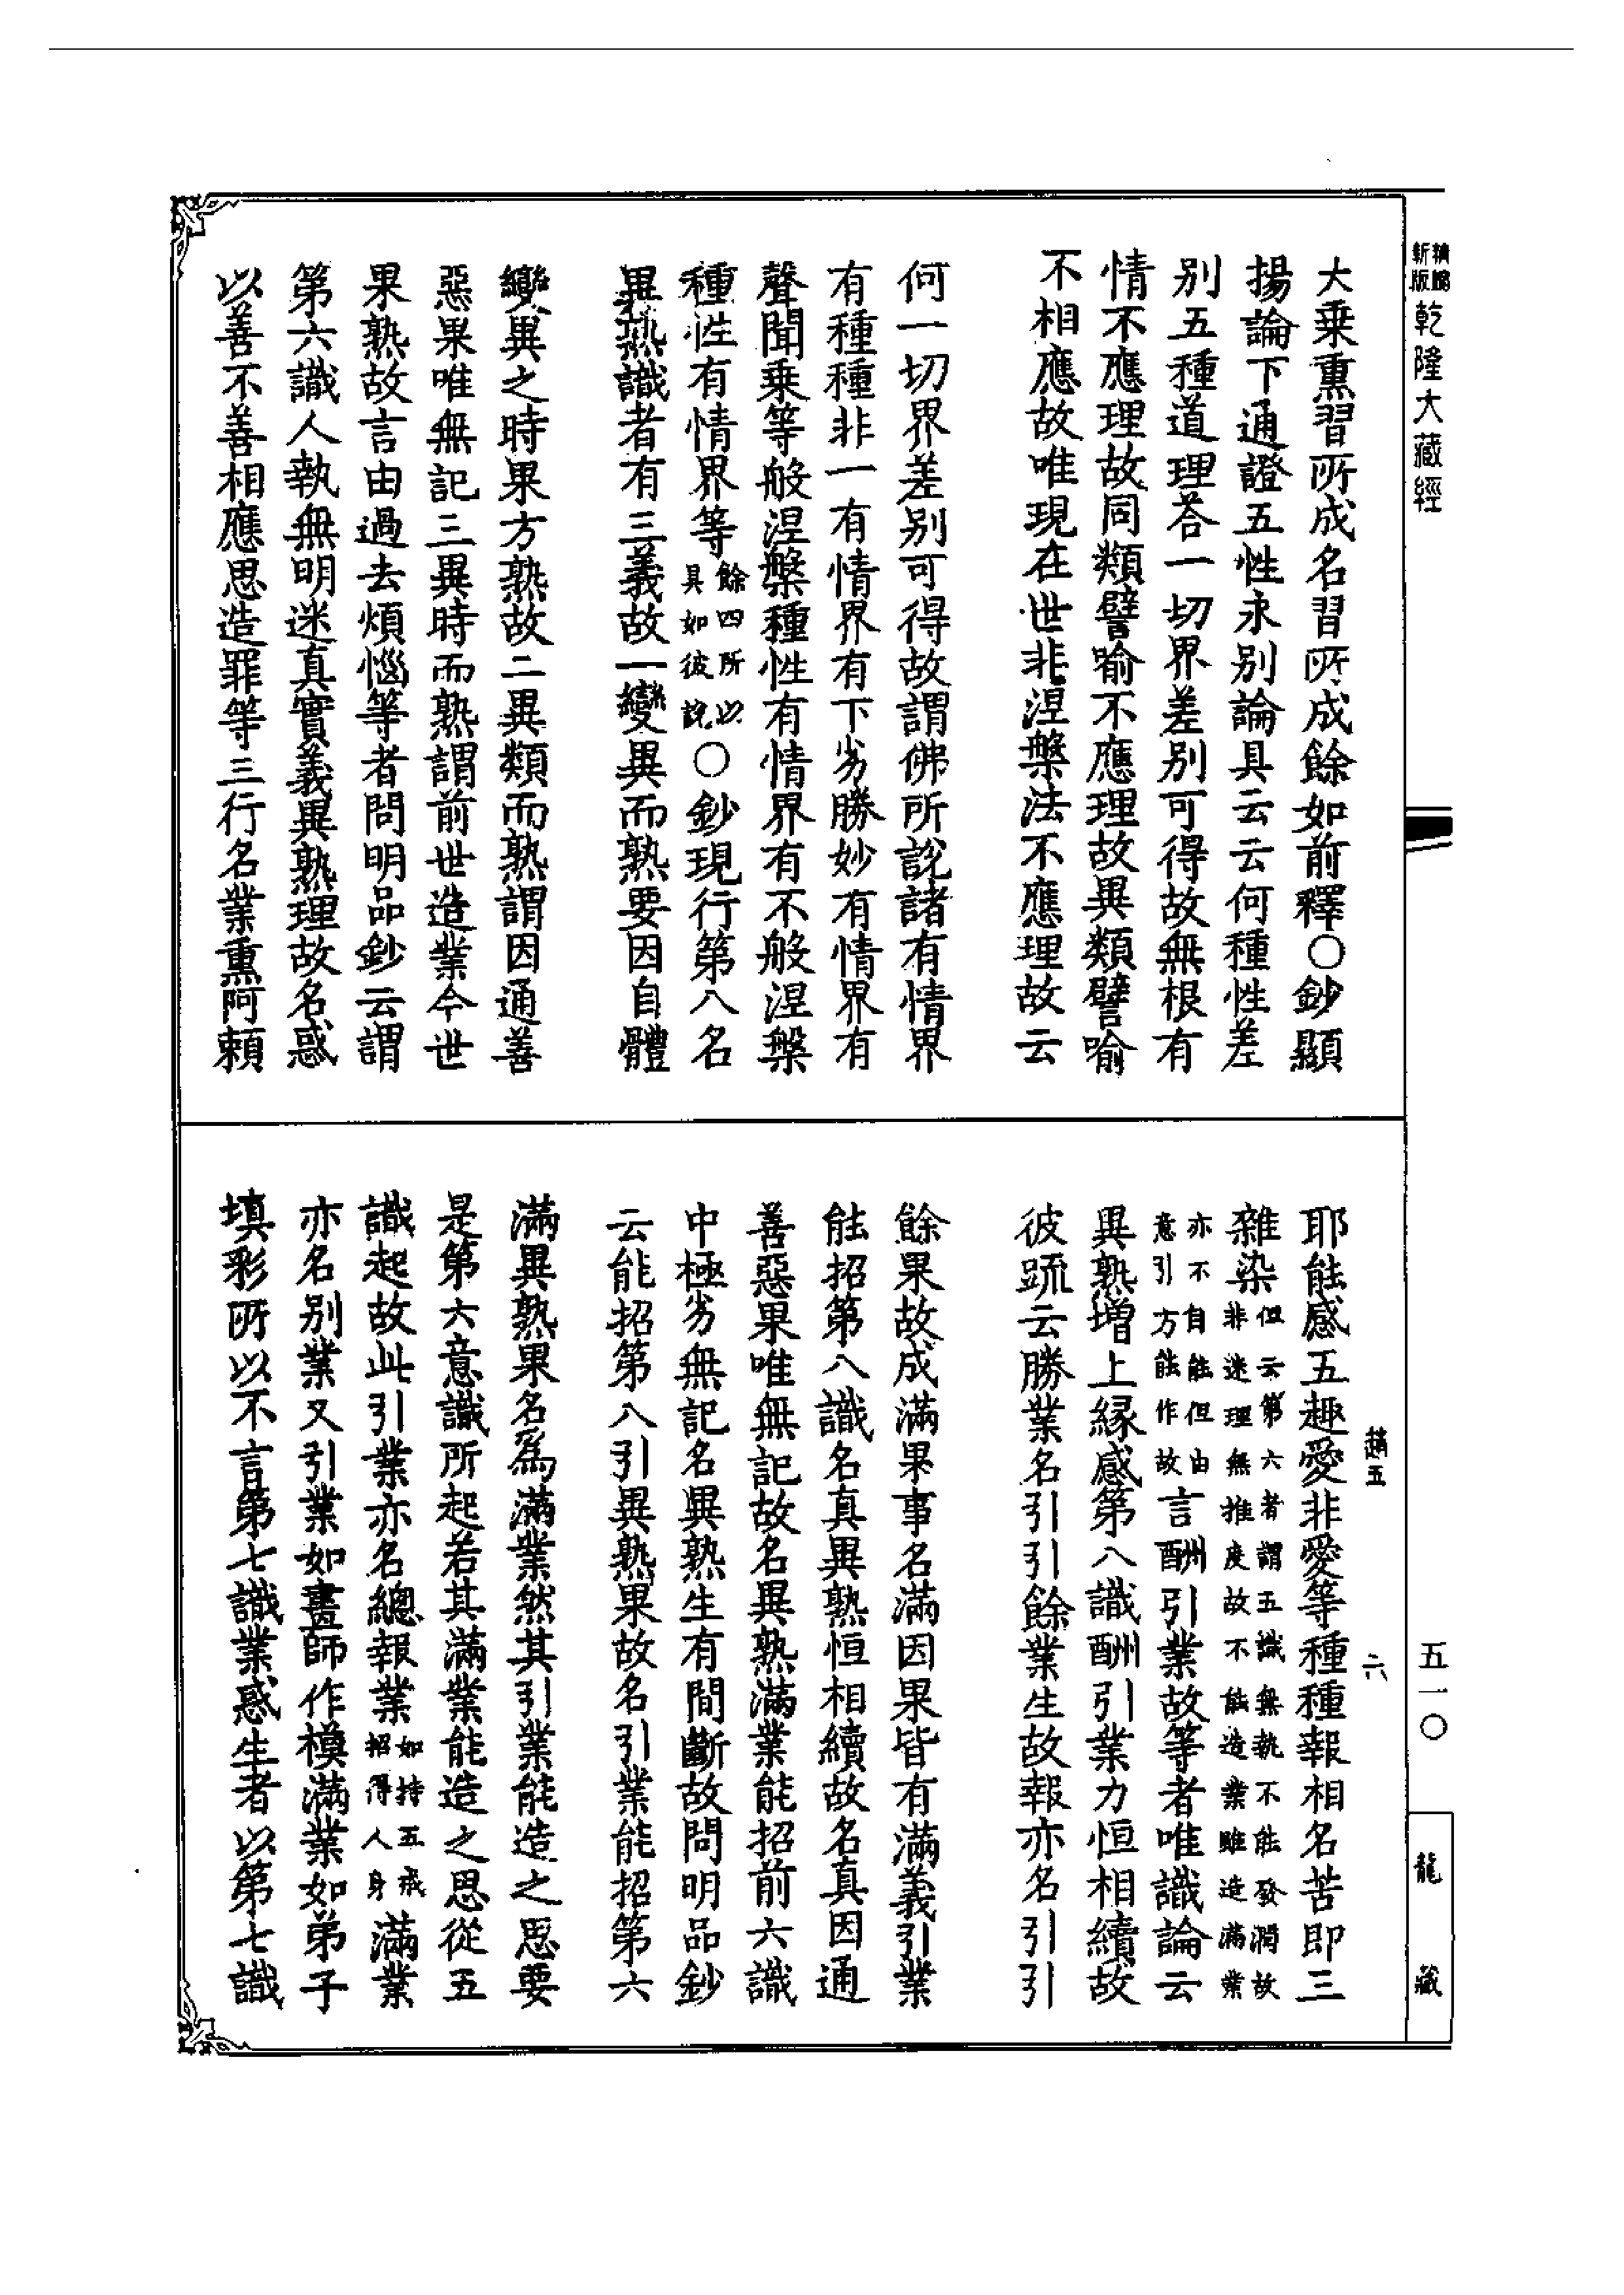 精編
新版
乾隆大藏經
大乘熏習所成名習所成餘如前釋○鈔顯
揚論下通證五性永別論具云云何種性差
別五種道理荅一切界差別可得故無根有
情不應理故同類譬喻不應理故異類譬喻
不相應故唯現在世非涅槃法不應理故云
何一切界差別可得故謂佛所說諸有情界
有種種非一有情界有下劣勝妙有情界有
聲聞乘等般涅槃種性有情界有不般涅槃
種性有情界等餘四所以具如彼說○鈔現行第八名
異熟識者有三義故一變異而熟要因自體
變異之時果方熟故二異類而熟謂因通善
惡果唯無記三異時而熟謂前世造業今世
果熟故言由過去煩惱等者問明品鈔云謂
第六識人執無明迷真實義異熟理故名惑
以善不善相應思造罪等三行名業熏阿賴
趙五
六
耶能感五趣愛非愛等種種報相名苦即三
雜染但云第六者謂五識無執不能發潤故非迷理無推度故不能造業雖造滿業
亦不自能但由意引方能作故言酬引業故等者唯識論云
異熟增上緣感第八識酬引業力恒相續故
彼䟽云勝業名引引餘業生故報亦名引引
餘果故成滿果事名滿因果皆有滿義引業
能招第八識名真異熟恒相續故名真因通
善惡果唯無記故名異熟滿業能招前六識
中極劣無記名異熟生有間斷故問明品鈔
云能招第八引異熟果故名引業能招第六
滿異熟果名為滿業然其引業能造之思要
是第六意識所起若其滿業能造之思從五
識起故此引業亦名總報業如持五戒招得人身滿業
亦名別業又引業如畫師作模滿業如弟子
填彩所以不言第七識業惑生者以第七識
五一〇
龍藏